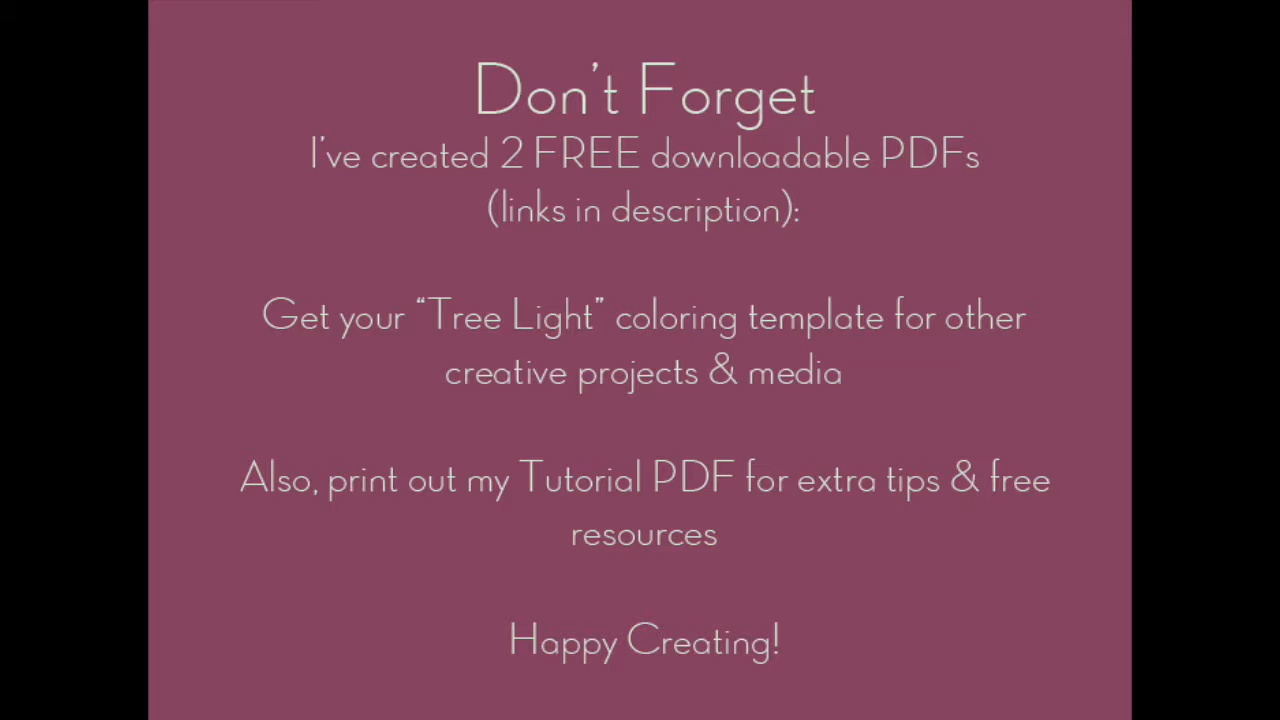 Don't Forget
I've created 2 FREE downloadable PDFs
(links in description):
Get your “Tree Light” coloring template for other
creative projects & media
Also, print out my Tutorial PDF for extra tips & free
resources
Happy Creating!